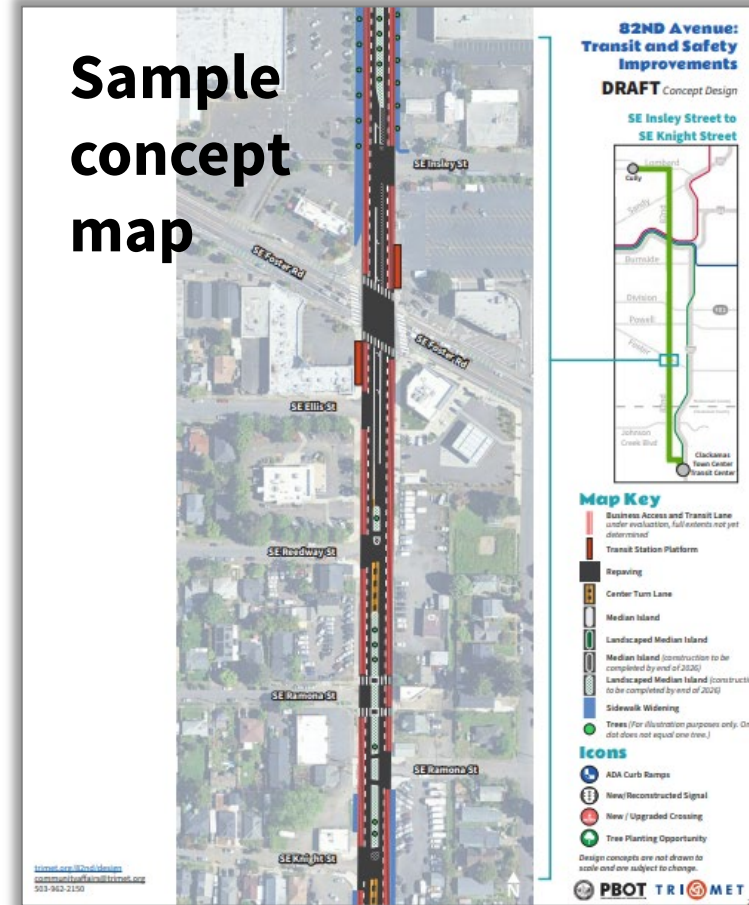 Sample
concept
map
82ND Avenue:
Transit and Safety
Improvements
DRAFT Concept Design
SE Insley Street to
SE Knight Street
Lombard
Cully
Sandy
82nd
Burnside
Division
Powell
Foster
82nd
Johnson
Creek Blvd
Clackamas
Town Center
Transit Center
SE Insley St
SE Foster Rd
SE Foster Rd
SE Ellis St
SE Reedway St
SE Ramona St
SE Ramona St
SE Knight St
N
Map Key
Business Access and Transit Lane
under evaluation, full extents not yet
determined
Transit Station Platform
Repaving
Center Turn Lane
Median Island
Landscaped Median Island
Median Island (construction to be
completed by end of 2026)
Landscaped Median Island (constructi
to be completed by end of 2026)
Sidewalk Widening
Trees (For illustration purposes only. On
dot does not equal one tree.)
Icons
ADA Curb Ramps
New/Reconstructed Signal
New / Upgraded Crossing
Tree Planting Opportunity
Design concepts are not drawn to
scale and are subject to change.
PBOT TRIMET
trimet.org/82nd/design
communityaffairs@trimet.org
503-962-2150